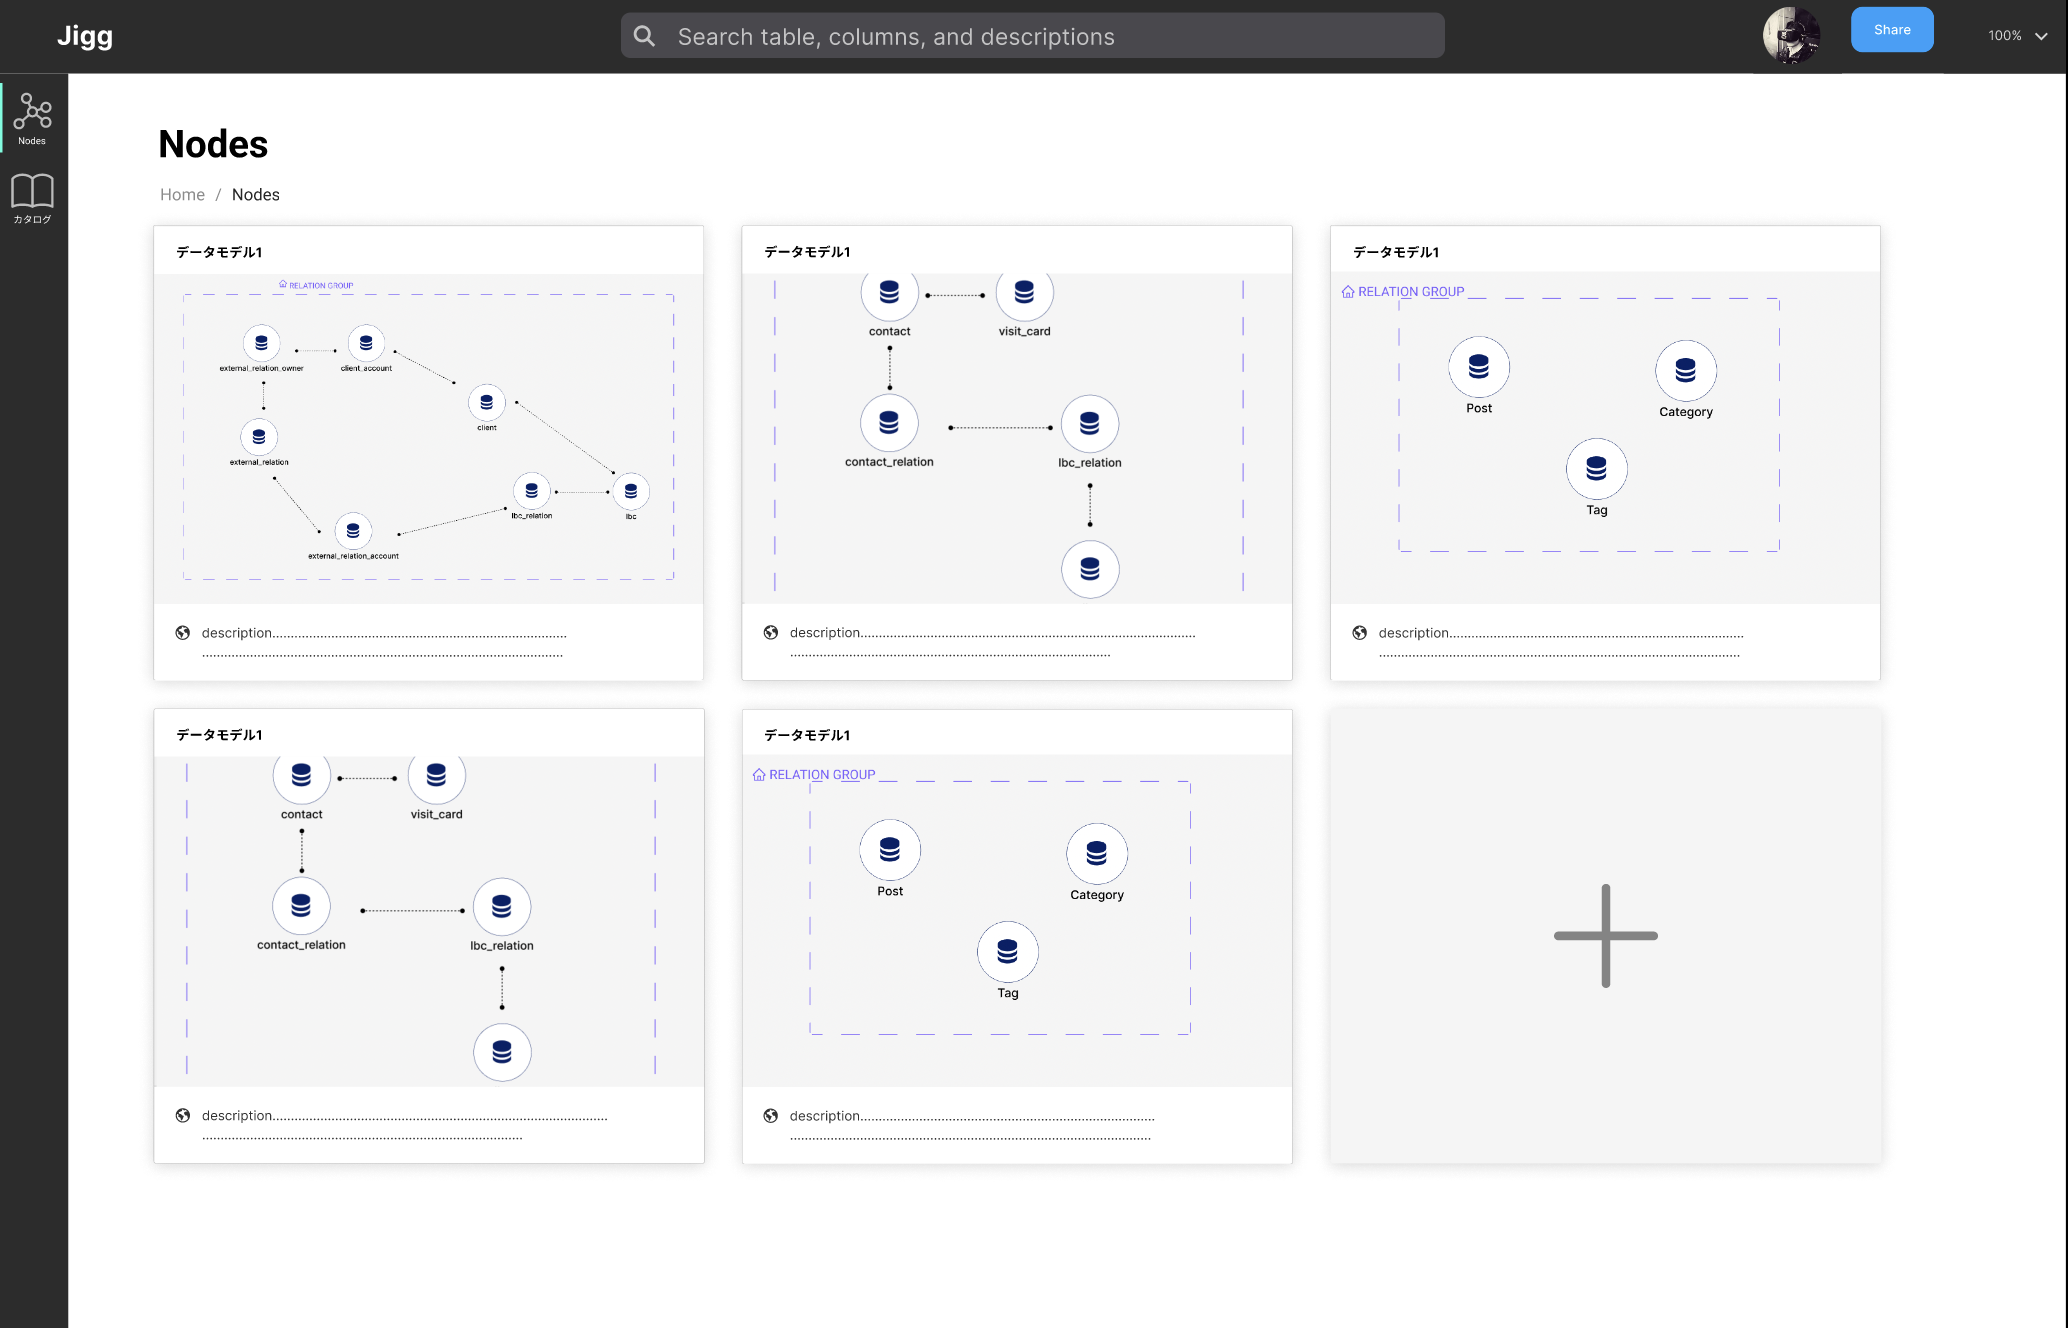 Jigg
Search table, columns, and descriptions
Share
100%
Nodes
カタログ
Nodes
Home / Nodes
データモデル1
RELATION GROUP
external_relation_owner
client_account
client
external_relation
lbc_relation
lbc
external_relation_account
description................................................................................
..................................................................................................
データモデル1
contact
visit_card
contact_relation
lbc_relation
description...........................................................................................
.......................................................................................
データモデル1
RELATION GROUP
Post
Category
Tag
description................................................................................
..................................................................................................
データモデル1
contact
visit_card
contact_relation
lbc_relation
description...........................................................................................
.......................................................................................
データモデル1
RELATION GROUP
Post
Category
Tag
description................................................................................
..................................................................................................